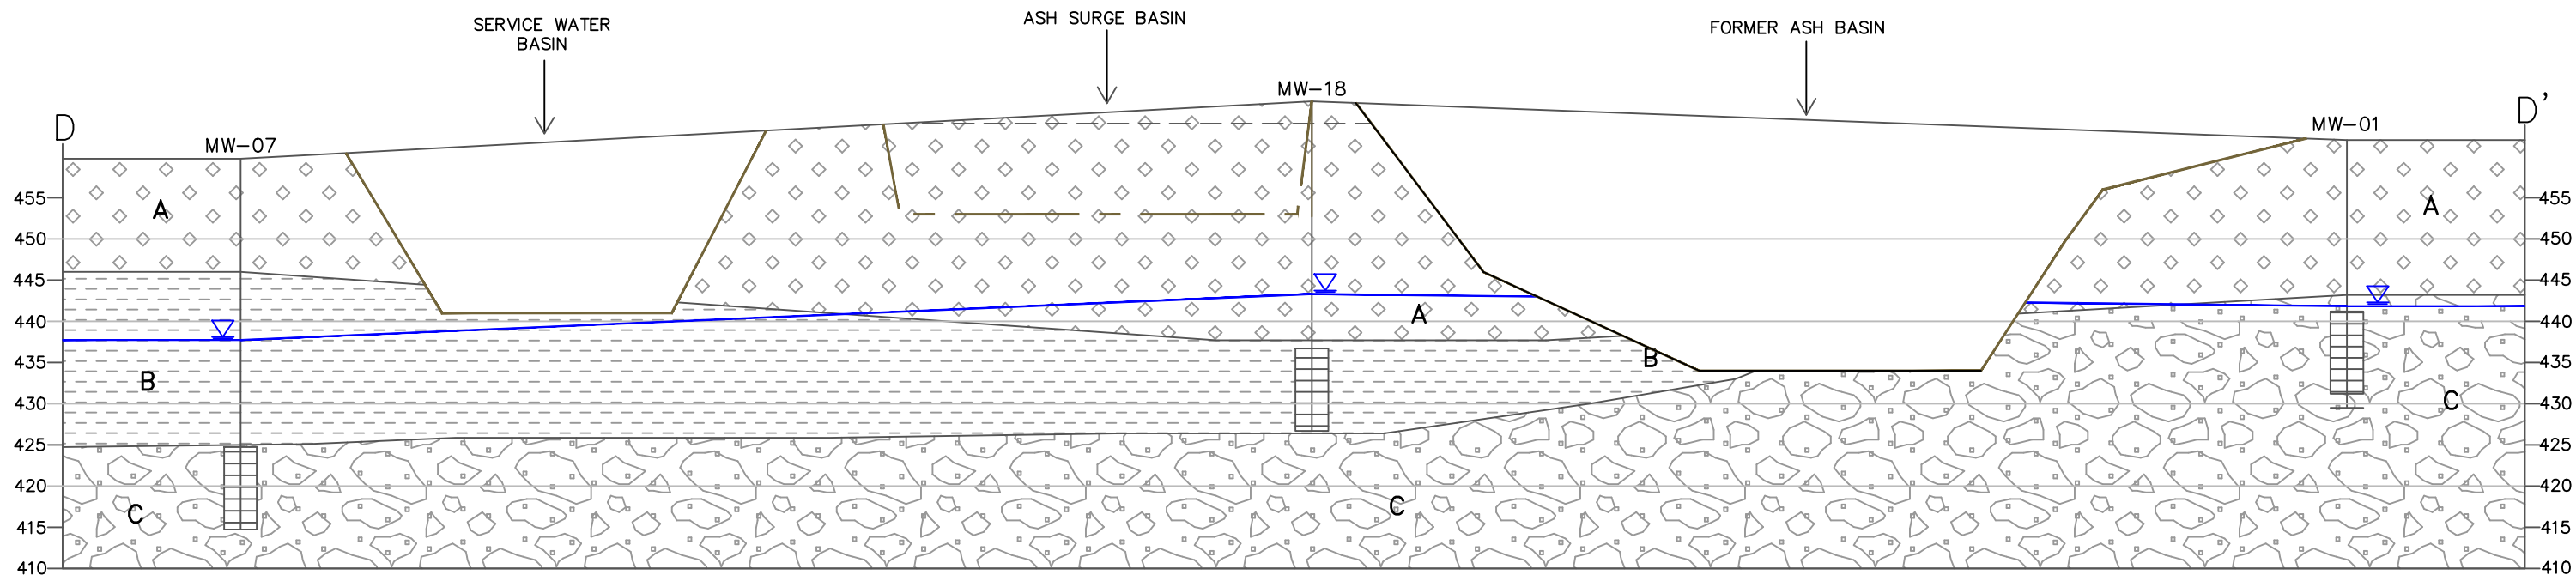 SERVICE WATER
BASIN
ASH SURGE BASIN
FORMER ASH BASIN
D
MW-07
MW-18
MW-01
D'
455
450
445
440
435
430
425
420
415
410
A
B
C
A
B
C
A
C
455
450
445
440
435
430
425
420
415
410